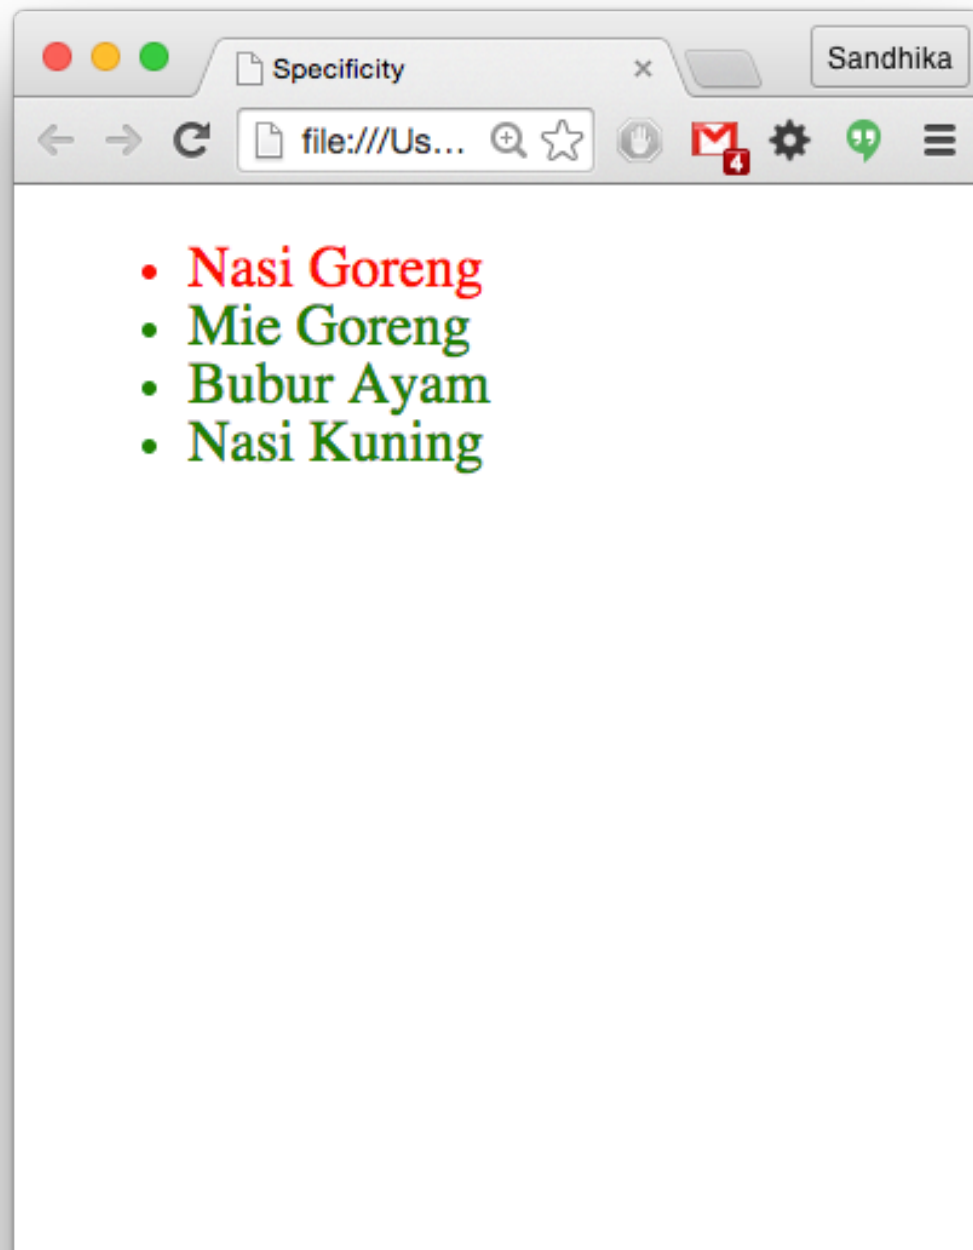 Specificity
Sandhika
file:///Us...
4
Nasi Goreng
Mie Goreng
Bubur Ayam
Nasi Kuning